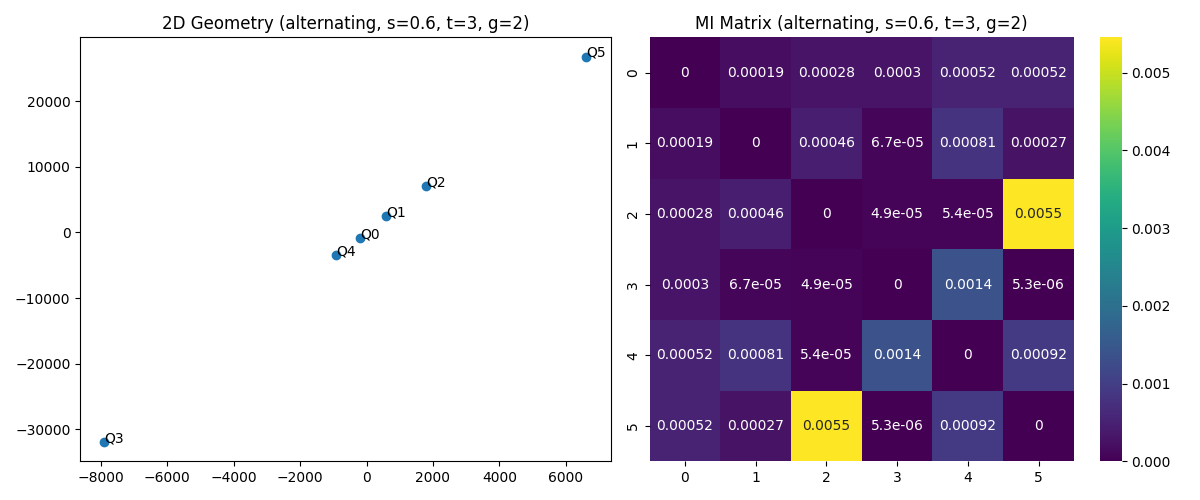 2D Geometry (alternating, s=0.6, t=3, g=2)
Q5
Q2
Q1
Q0
Q4
Q3
20000
10000
0
−10000
−20000
−30000
−8000 −6000 −4000 −2000 0 2000 4000 6000
MI Matrix (alternating, s=0.6, t=3, g=2)
0 0 0.00019 0.00028 0.0003 0.00052 0.00052
1 0.00019 0 0.00046 6.7e-05 0.00081 0.00027
2 0.00028 0.00046 0 4.9e-05 5.4e-05 0.0055
3 0.0003 6.7e-05 4.9e-05 0 0.0014 5.3e-06
4 0.00052 0.00081 5.4e-05 0.0014 0 0.00092
5 0.00052 0.00027 0.0055 5.3e-06 0.00092 0
0 1 2 3 4 5
0.005
0.004
0.003
0.002
0.001
0.000